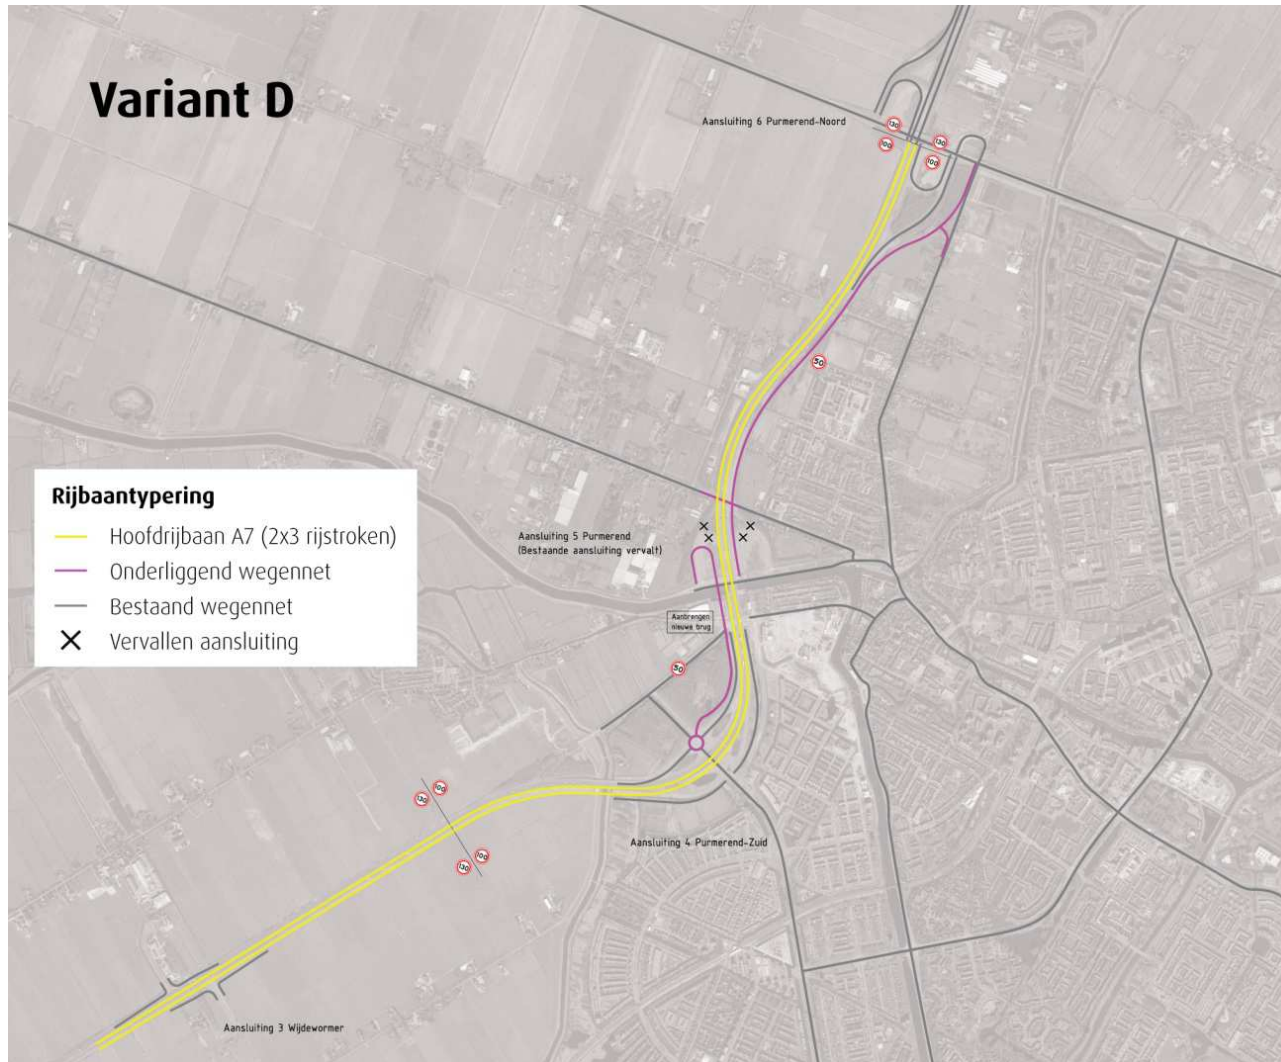 Variant D
Aansluiting 6 Purmerend-Noord
130
100
130
100
50
Rijbaantypering
Hoofdrijbaan A7 (2x3 rijstroken)
Onderliggend wegennet
Bestaand wegennet
Vervallen aansluiting
Aansluiting 5 Purmerend
(Bestaande aansluiting vervalt)
Aanbrengen
nieuwe brug
50
130
100
130
100
Aansluiting 4 Purmerend-Zuid
Aansluiting 3 Wijdewormer